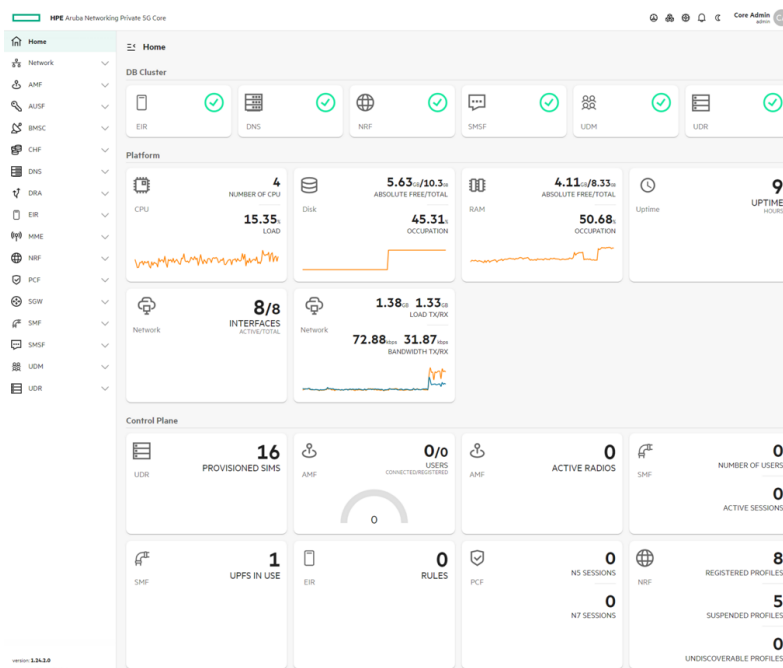 HPE Aruba Networking Private 5G Core
Core Admin
admin
Home
Network
AMF
AUSF
BMSC
CHF
DNS
DRA
EIR
MME
NRF
PCF
SGW
SMF
SMSF
UDM
UDR
version: 1.24.2.0
Home
DB Cluster
EIR
DNS
NRF
SMSF
UDM
UDR
Platform
CPU
4
NUMBER OF CPU
15.35%
LOAD
Disk
5.63GB/10.3GB
ABSOLUTE FREE/TOTAL
45.31%
OCCUPATION
RAM
4.11GB/8.33GB
ABSOLUTE FREE/TOTAL
50.68%
OCCUPATION
Uptime
9
UPTIME
HOURS
Network
8/8
INTERFACES
ACTIVE/TOTAL
Network
1.38GB 1.33GB
LOAD TX/RX
72.88kbps 31.87kbps
BANDWIDTH TX/RX
Control Plane
UDR
16
PROVISIONED SIMS
AMF
0/0
USERS
CONNECTED/REGISTERED
0
AMF
0
ACTIVE RADIOS
SMF
0
NUMBER OF USERS
0
ACTIVE SESSIONS
SMF
1
UPFS IN USE
EIR
0
RULES
PCF
0
N5 SESSIONS
0
N7 SESSIONS
NRF
8
REGISTERED PROFILES
5
SUSPENDED PROFILES
0
UNDISCOVERABLE PROFILES